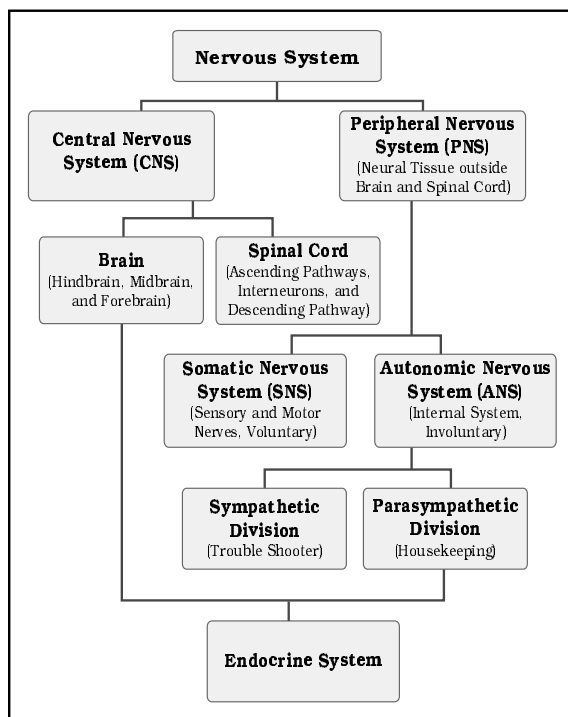 Nervous System
Central Nervous
System (CNS)
Peripheral Nervous
System (PNS)
(Neural Tissue outside
Brain and Spinal Cord)
Brain
(Hindbrain, Midbrain,
and Forebrain)
Spinal Cord
(Ascending Pathways,
Interneurons, and
Descending Pathway)
Somatic Nervous
System (SNS)
(Sensory and Motor
Nerves, Voluntary)
Autonomic Nervous
System (ANS)
(Internal System,
Involuntary)
Sympathetic
Division
(Trouble Shooter)
Parasympathetic
Division
(Housekeeping)
Endocrine System